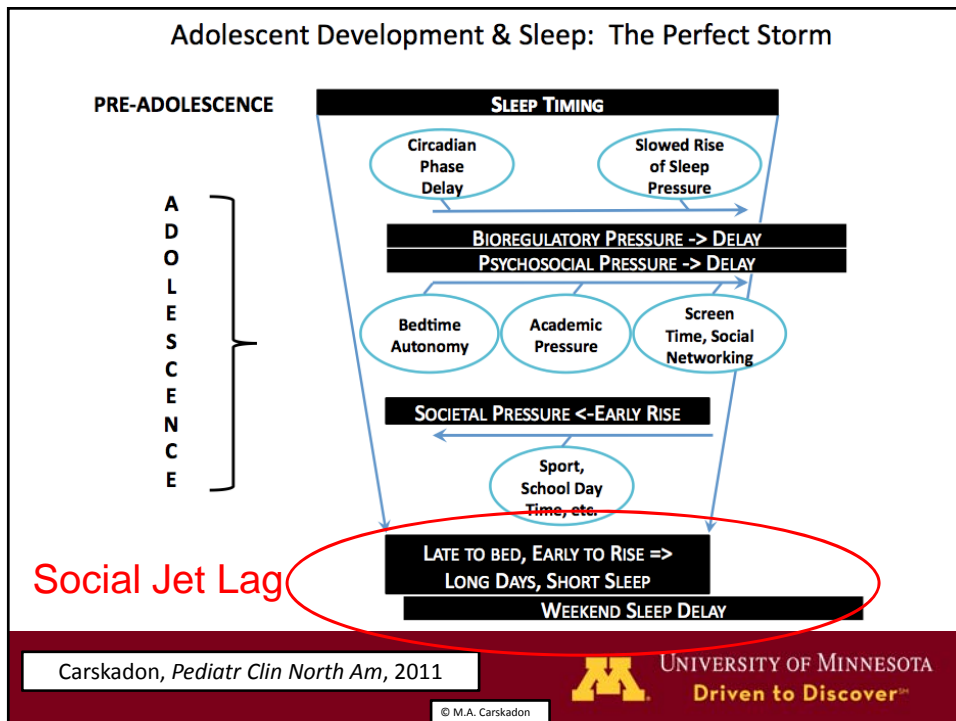 Adolescent Development & Sleep: The Perfect Storm
PRE-ADOLESCENCE
SLEEP TIMING
Circadian
Phase
Delay
Slowed Rise
of Sleep
Pressure
A
D
O
L
E
S
C
E
N
C
E
BIOREGULATORY PRESSURE -> DELAY
PSYCHOSOCIAL PRESSURE -> DELAY
Bedtime
Autonomy
Academic
Pressure
Screen
Time, Social
Networking
SOCIETAL PRESSURE <-EARLY RISE
Sport,
School Day
Time, etc.
Social Jet Lag
LATE TO BED, EARLY TO RISE =>
LONG DAYS, SHORT SLEEP
WEEKEND SLEEP DELAY
Carskadon, Pediatr Clin North Am, 2011
M
UNIVERSITY OF MINNESOTA
Driven to Discover℠
© M.A. Carskadon